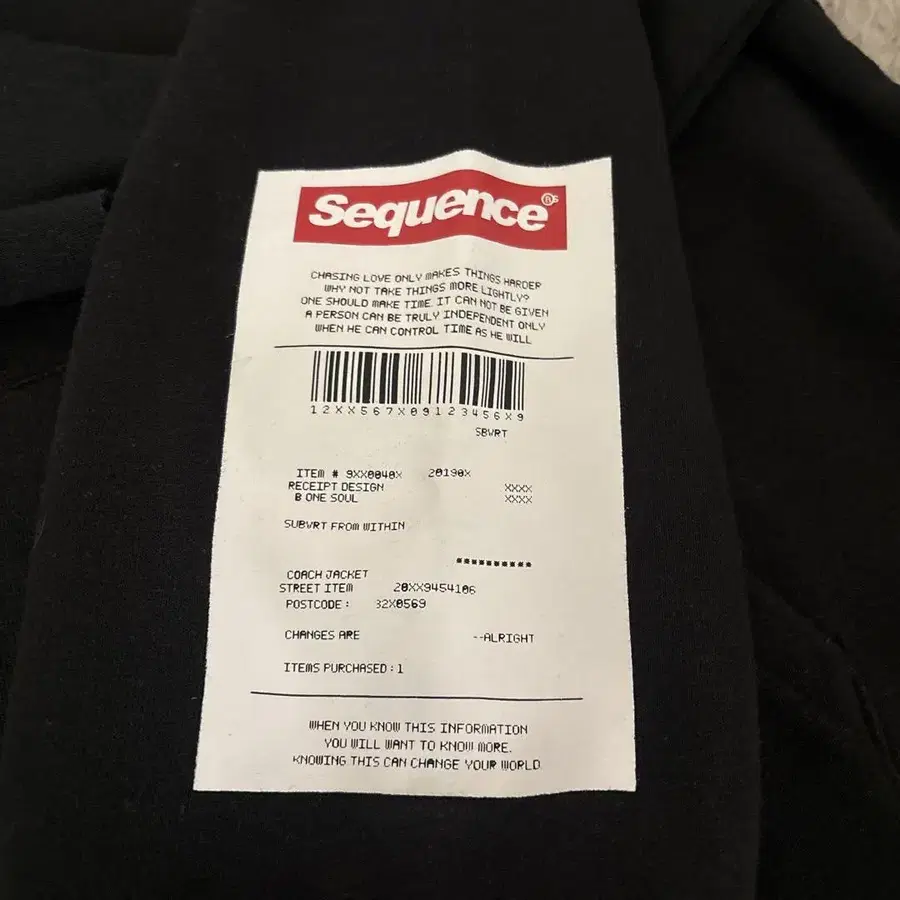 Sequence®
CHASING LOVE ONLY MAKES THINGS HARDER
WHY NOT TAKE THINGS MORE LIGHTLY?
ONE SHOULD MAKE TIME. IT CAN NOT BE GIVEN
A PERSON CAN BE TRULY INDEPENDENT ONLY
WHEN HE CAN CONTROL TIME AS HE WILL
12XX567X09123456X9
SBWRT
ITEM # 9XX0040X 20190X
RECEIPT DESIGN XXXX
B ONE SOUL XXXX
SUBWRT FROM WITHIN
**********
COACH JACKET
STREET ITEM 20XX9454106
POSTCODE : 32X0569
CHANGES ARE --ALRIGHT
ITEMS PURCHASED : 1
WHEN YOU KNOW THIS INFORMATION
YOU WILL WANT TO KNOW MORE.
KNOWING THIS CAN CHANGE YOUR WORLD